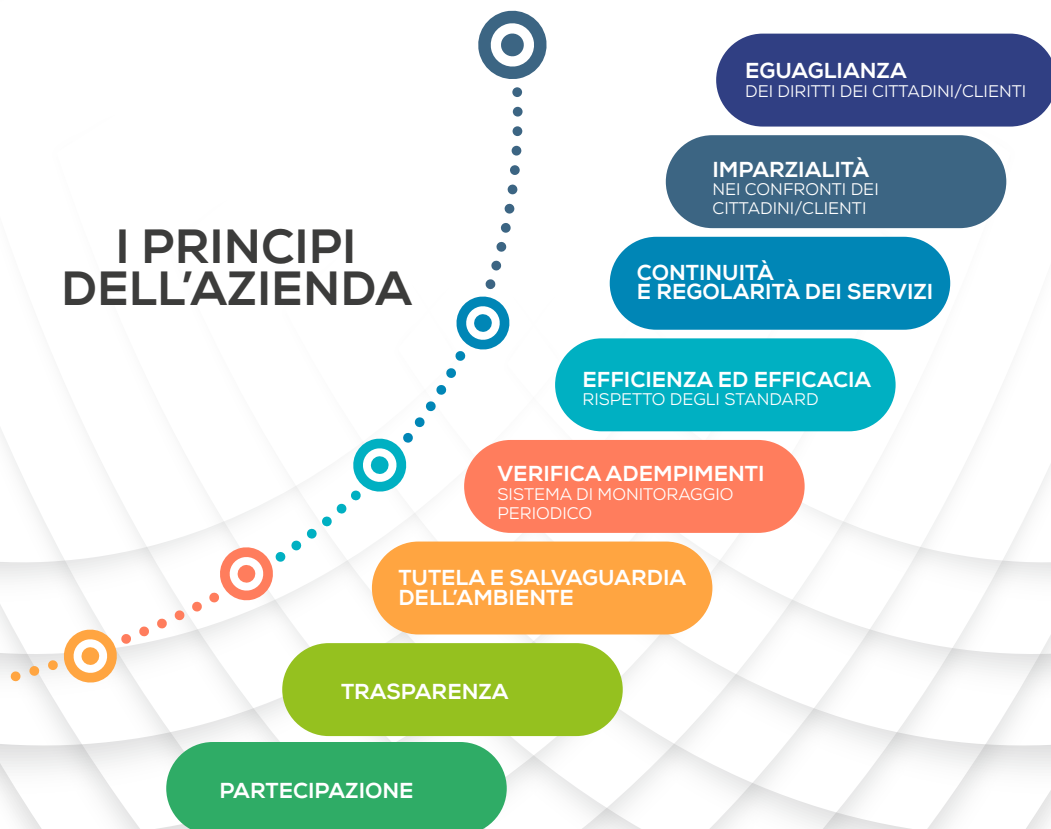 I PRINCIPI
DELL'AZIENDA
EGUAGLIANZA
DEI DIRITTI DEI CITTADINI/CLIENTI
IMPARZIALITÀ
NEI CONFRONTI DEI
CITTADINI/CLIENTI
CONTINUITÀ
E REGOLARITÀ DEI SERVIZI
EFFICIENZA ED EFFICACIA
RISPETTO DEGLI STANDARD
VERIFICA ADEMPIMENTI
SISTEMA DI MONITORAGGIO
PERIODICO
TUTELA E SALVAGUARDIA
DELL'AMBIENTE
TRASPARENZA
PARTECIPAZIONE